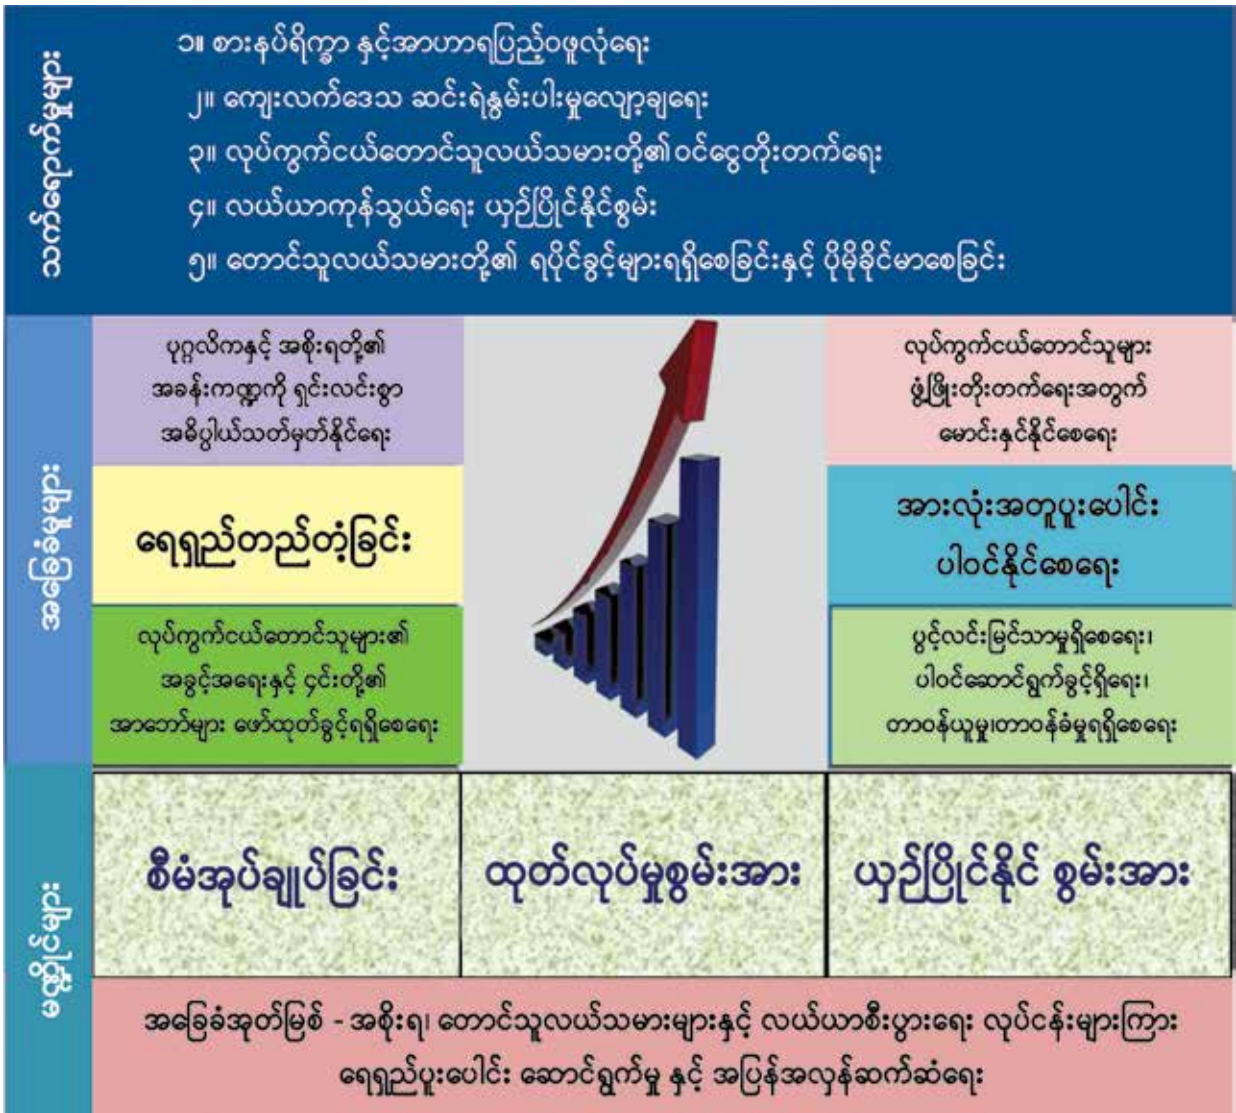 သက်ရောက်မှုများ
၁။ စားနပ်ရိက္ခာ နှင့်အာဟာရပြည့်ဝဖူလုံရေး
၂။ ကျေးလက်ဒေသ ဆင်းရဲနွမ်းပါးမှုလျော့ချရေး
၃။ လုပ်ကွက်ငယ်တောင်သူလယ်သမားတို့၏ ဝင်ငွေတိုးတက်ရေး
၄။ လယ်ယာကုန်သွယ်ရေး ယှဉ်ပြိုင်နိုင်စွမ်း
၅။ တောင်သူလယ်သမားတို့၏ ရပိုင်ခွင့်များရရှိစေခြင်းနှင့် ပိုမိုခိုင်မာစေခြင်း
အခြေခံမူများ
ပုဂ္ဂလိကနှင့် အစိုးရတို့၏
အခန်းကဏ္ဍကို ရှင်းလင်းစွာ
အဓိပ္ပါယ်သတ်မှတ်နိုင်ရေး
ရေရှည်တည်တံ့ခြင်း
လုပ်ကွက်ငယ်တောင်သူများ၏
အခွင့်အရေးနှင့် ၄င်းတို့၏
အာဘော်များ ဖော်ထုတ်ခွင့်ရရှိစေရေး
လုပ်ကွက်ငယ်တောင်သူများ
ဖွံ့ဖြိုးတိုးတက်ရေးအတွက်
မောင်းနှင်နိုင်စေရေး
အားလုံးအတူပူးပေါင်း
ပါဝင်နိုင်စေရေး
ပွင့်လင်းမြင်သာမှုရှိစေရေး၊
ပါဝင်ဆောင်ရွက်ခွင့်ရှိရေး၊
တာဝန်ယူမှု၊တာဝန်ခံမှုရရှိစေရေး
မဏ္ဍိုင်များ
စီမံအုပ်ချုပ်ခြင်း
ထုတ်လုပ်မှုစွမ်းအား
ယှဉ်ပြိုင်နိုင် စွမ်းအား
အခြေခံအုတ်မြစ် - အစိုးရ၊ တောင်သူလယ်သမားများနှင့် လယ်ယာစီးပွားရေး လုပ်ငန်းများကြား
ရေရှည်ပူးပေါင်း ဆောင်ရွက်မှု နှင့် အပြန်အလှန်ဆက်ဆံရေး